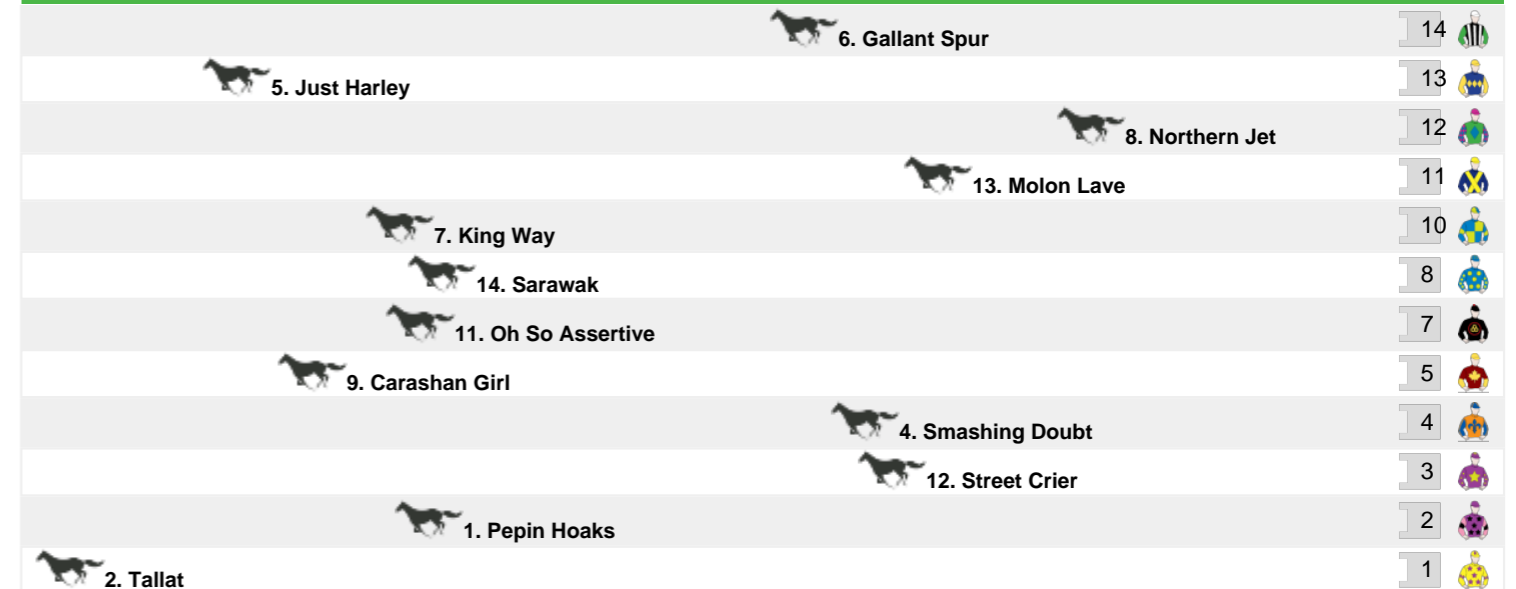 6. Gallant Spur 14
5. Just Harley 13
8. Northern Jet 12
13. Molon Lave 11
7. King Way 10
14. Sarawak 8
11. Oh So Assertive 7
9. Carashan Girl 5
4. Smashing Doubt 4
12. Street Crier 3
1. Pepin Hoaks 2
2. Tallat 1